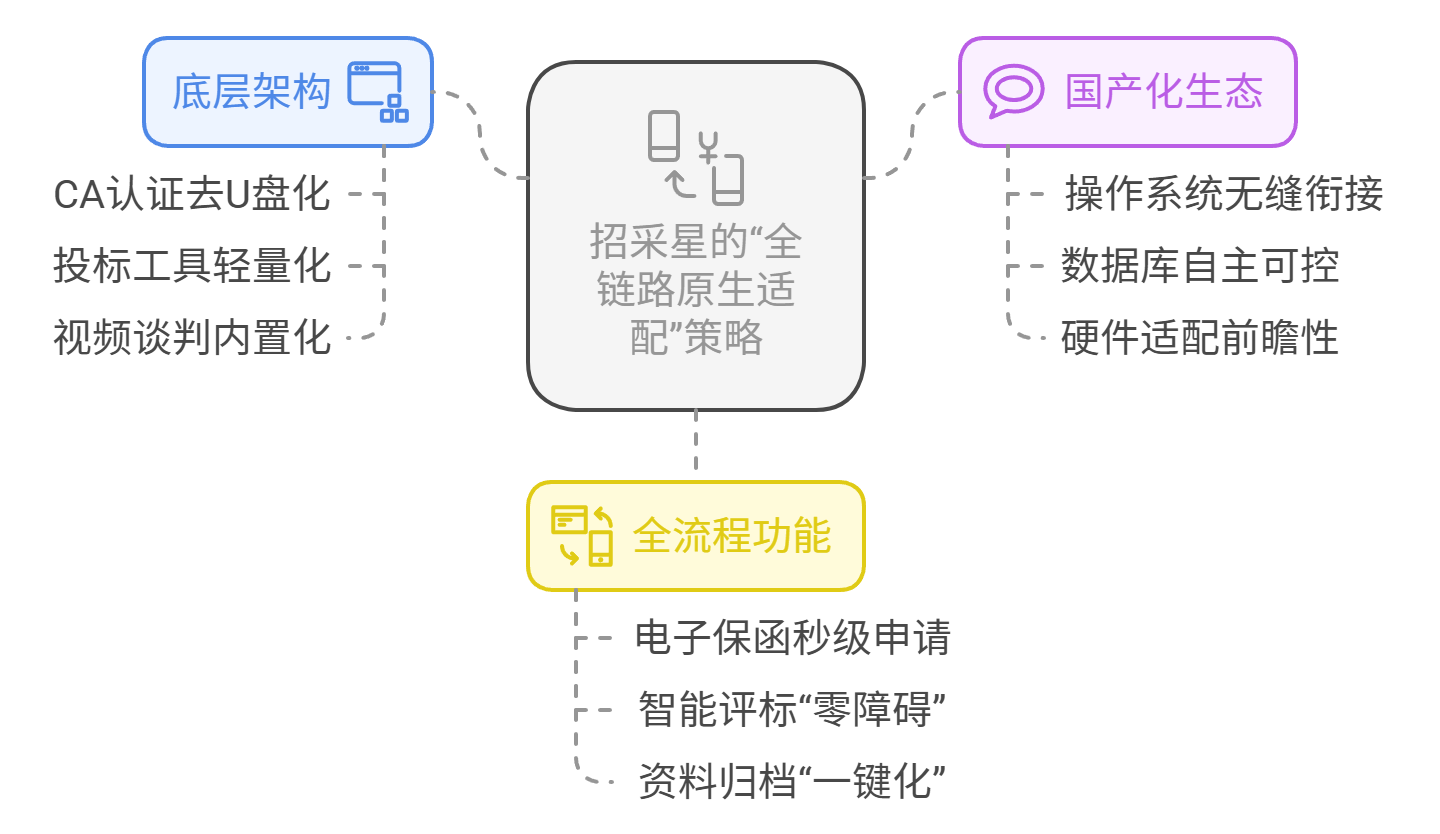 底层架构
CA认证去U盘化
投标工具轻量化
视频谈判内置化
招采星的“全
链路原生适
配”策略
国产化生态
操作系统无缝衔接
数据库自主可控
硬件适配前瞻性
全流程功能
电子保函秒级申请
智能评标“零障碍”
资料归档“一键化”